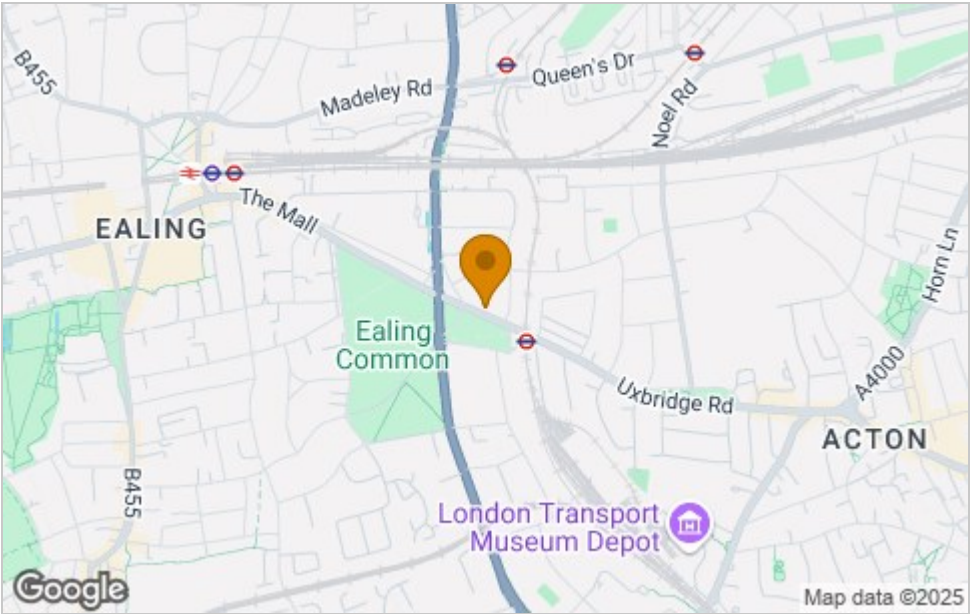 B455
Madeley Rd
Queen's Dr
Noel Rd
The Mall
EALING
Horn Ln
Ealing
Common
Uxbridge Rd
A4000
ACTON
B455
London Transport
Museum Depot
Google
Map data ©2025